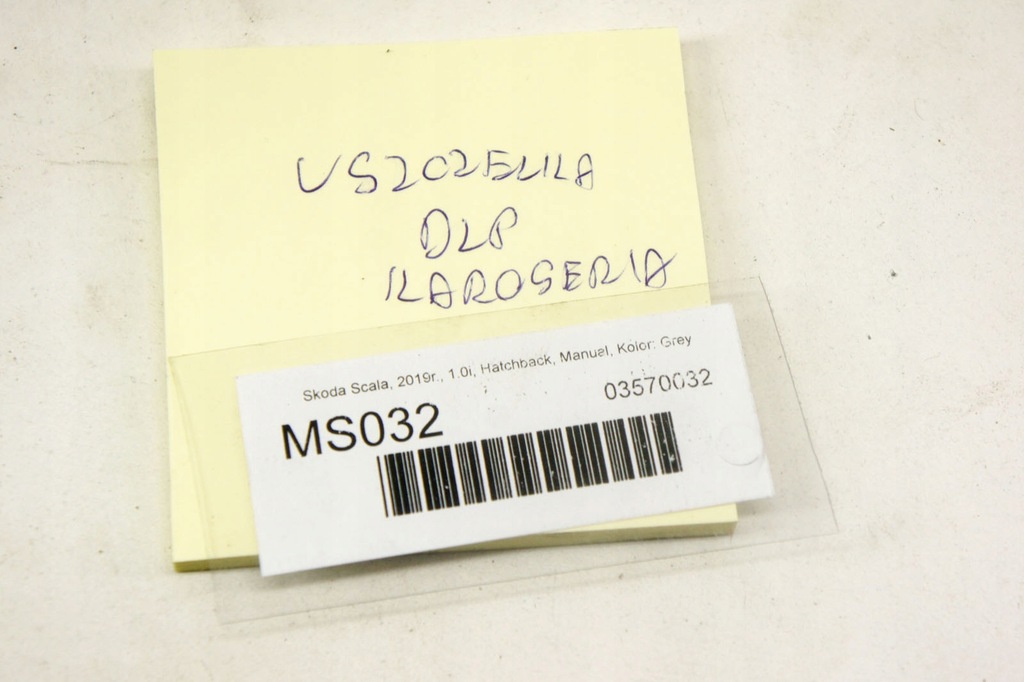 USZCZELKA
DLP
KAROSERIA
Skoda Scala, 2019r., 1.0i, Hatchback, Manual, Kolor: Grey
MS032
03570032